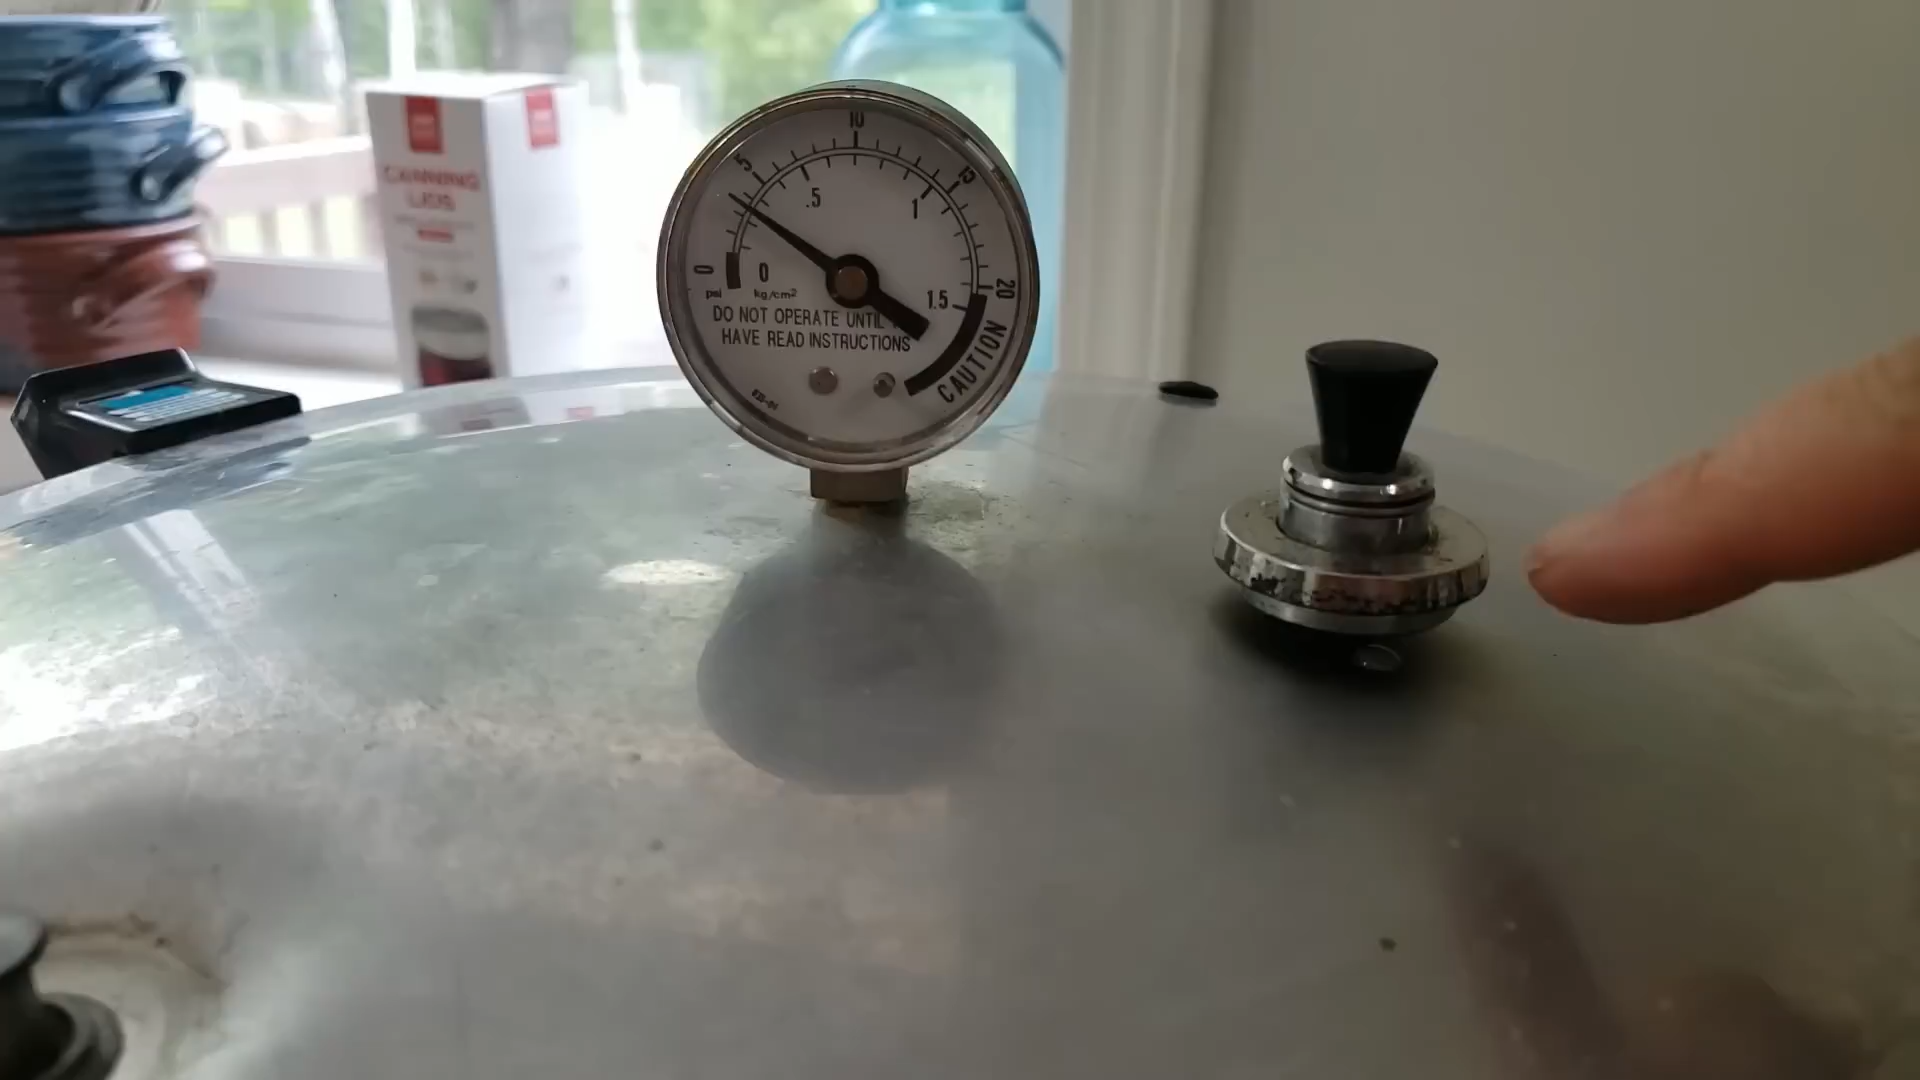 CANNING
LIDS
10
5
15
.5
1
0
0
20
psi
kg/cm2
1.5
DO NOT OPERATE UNTIL
HAVE READ INSTRUCTIONS
CAUTION